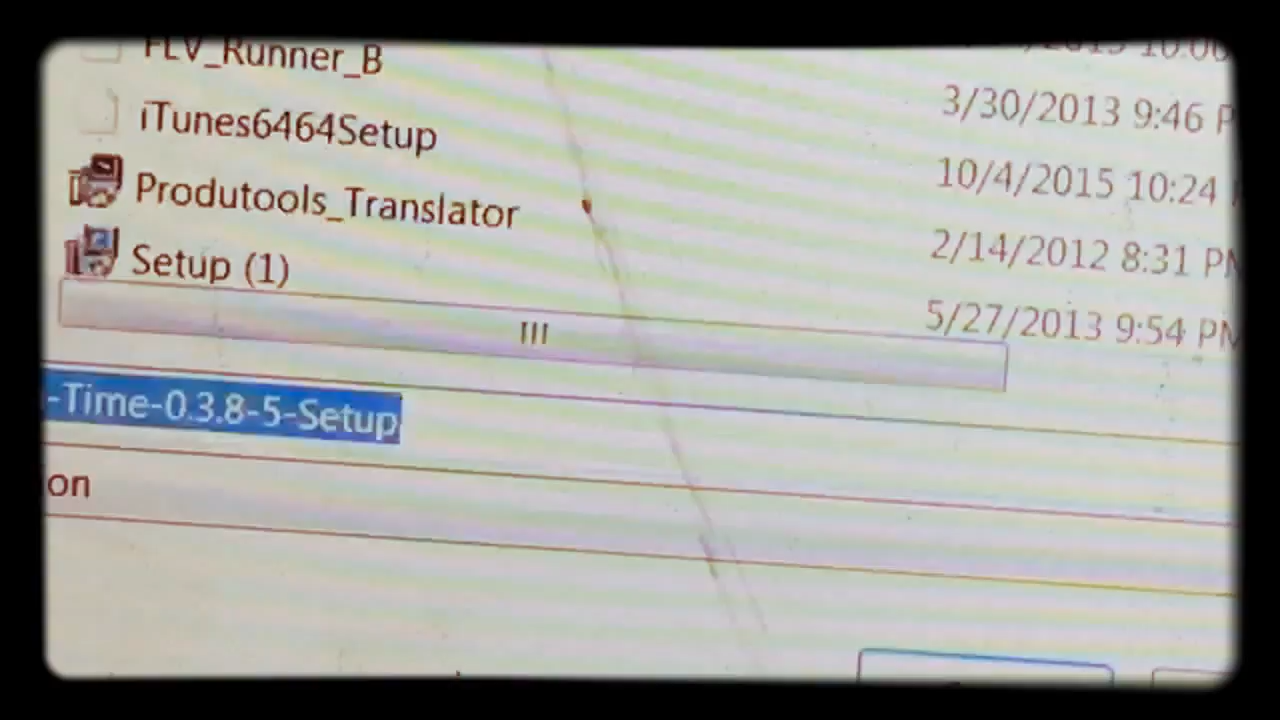 FLV_Runner_B
3/30/2013 9:46 P
iTunes6464Setup
10/4/2015 10:24
Produtools_Translator
2/14/2012 8:31 PM
Setup (1)
5/27/2013 9:54 PM
-Time-0.3.8-5-Setup
on